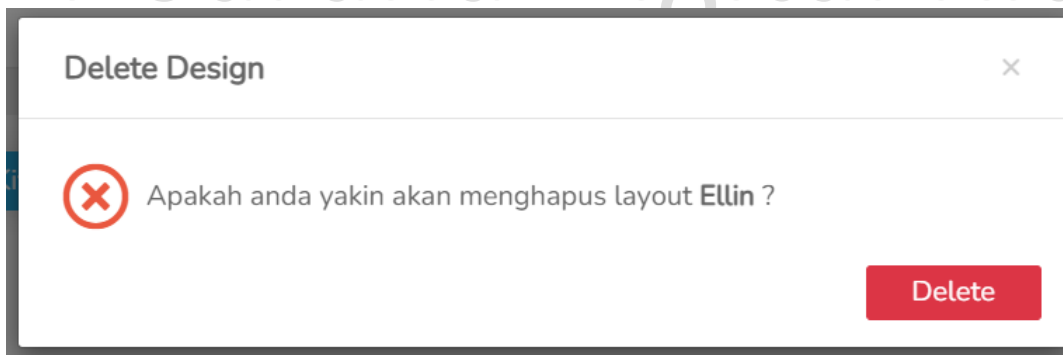 Delete Design
Apakah anda yakin akan menghapus layout Ellin ?
Delete